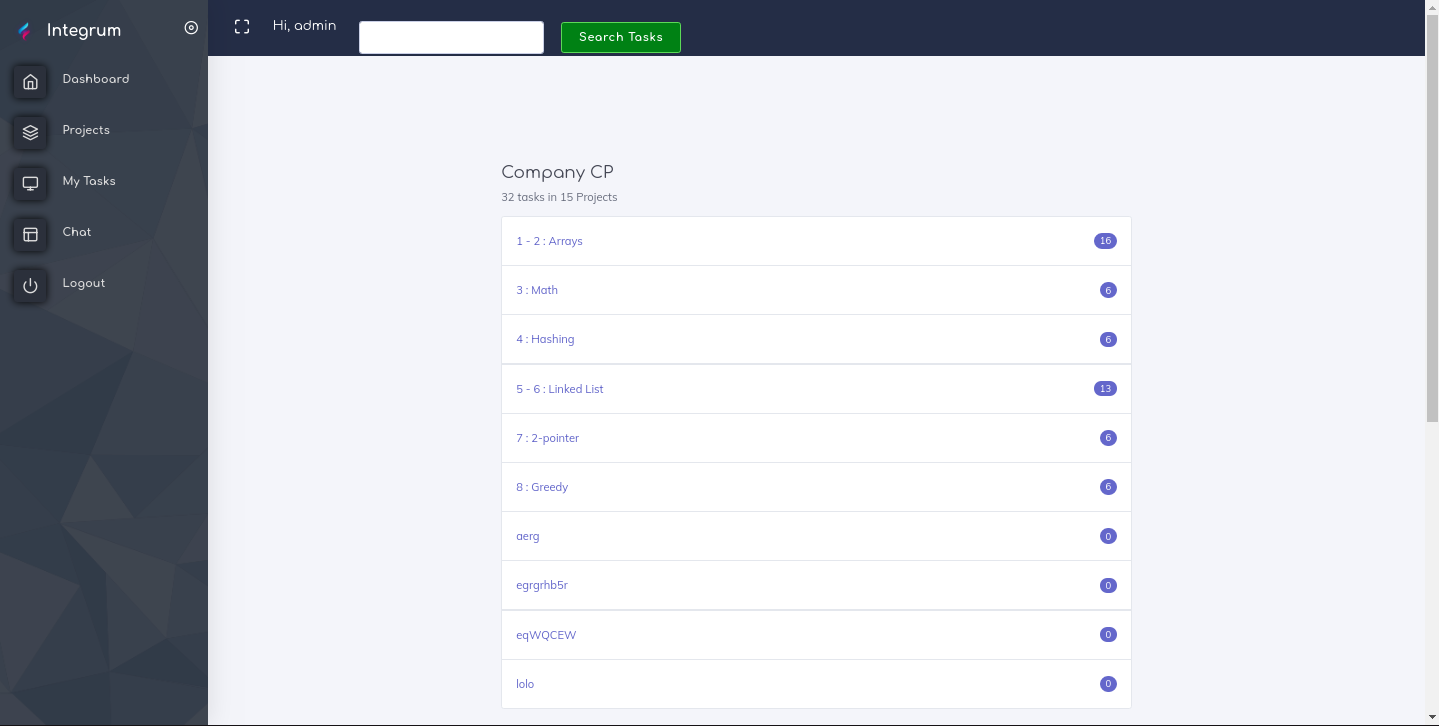 Integrum
Hi, admin
Search Tasks
Dashboard
Projects
My Tasks
Chat
Logout
Company CP
32 tasks in 15 Projects
1 - 2 : Arrays 16
3 : Math 6
4 : Hashing 6
5 - 6 : Linked List 13
7 : 2-pointer 6
8 : Greedy 6
aerg 0
egrgrhb5r 0
eqWQCEW 0
lolo 0